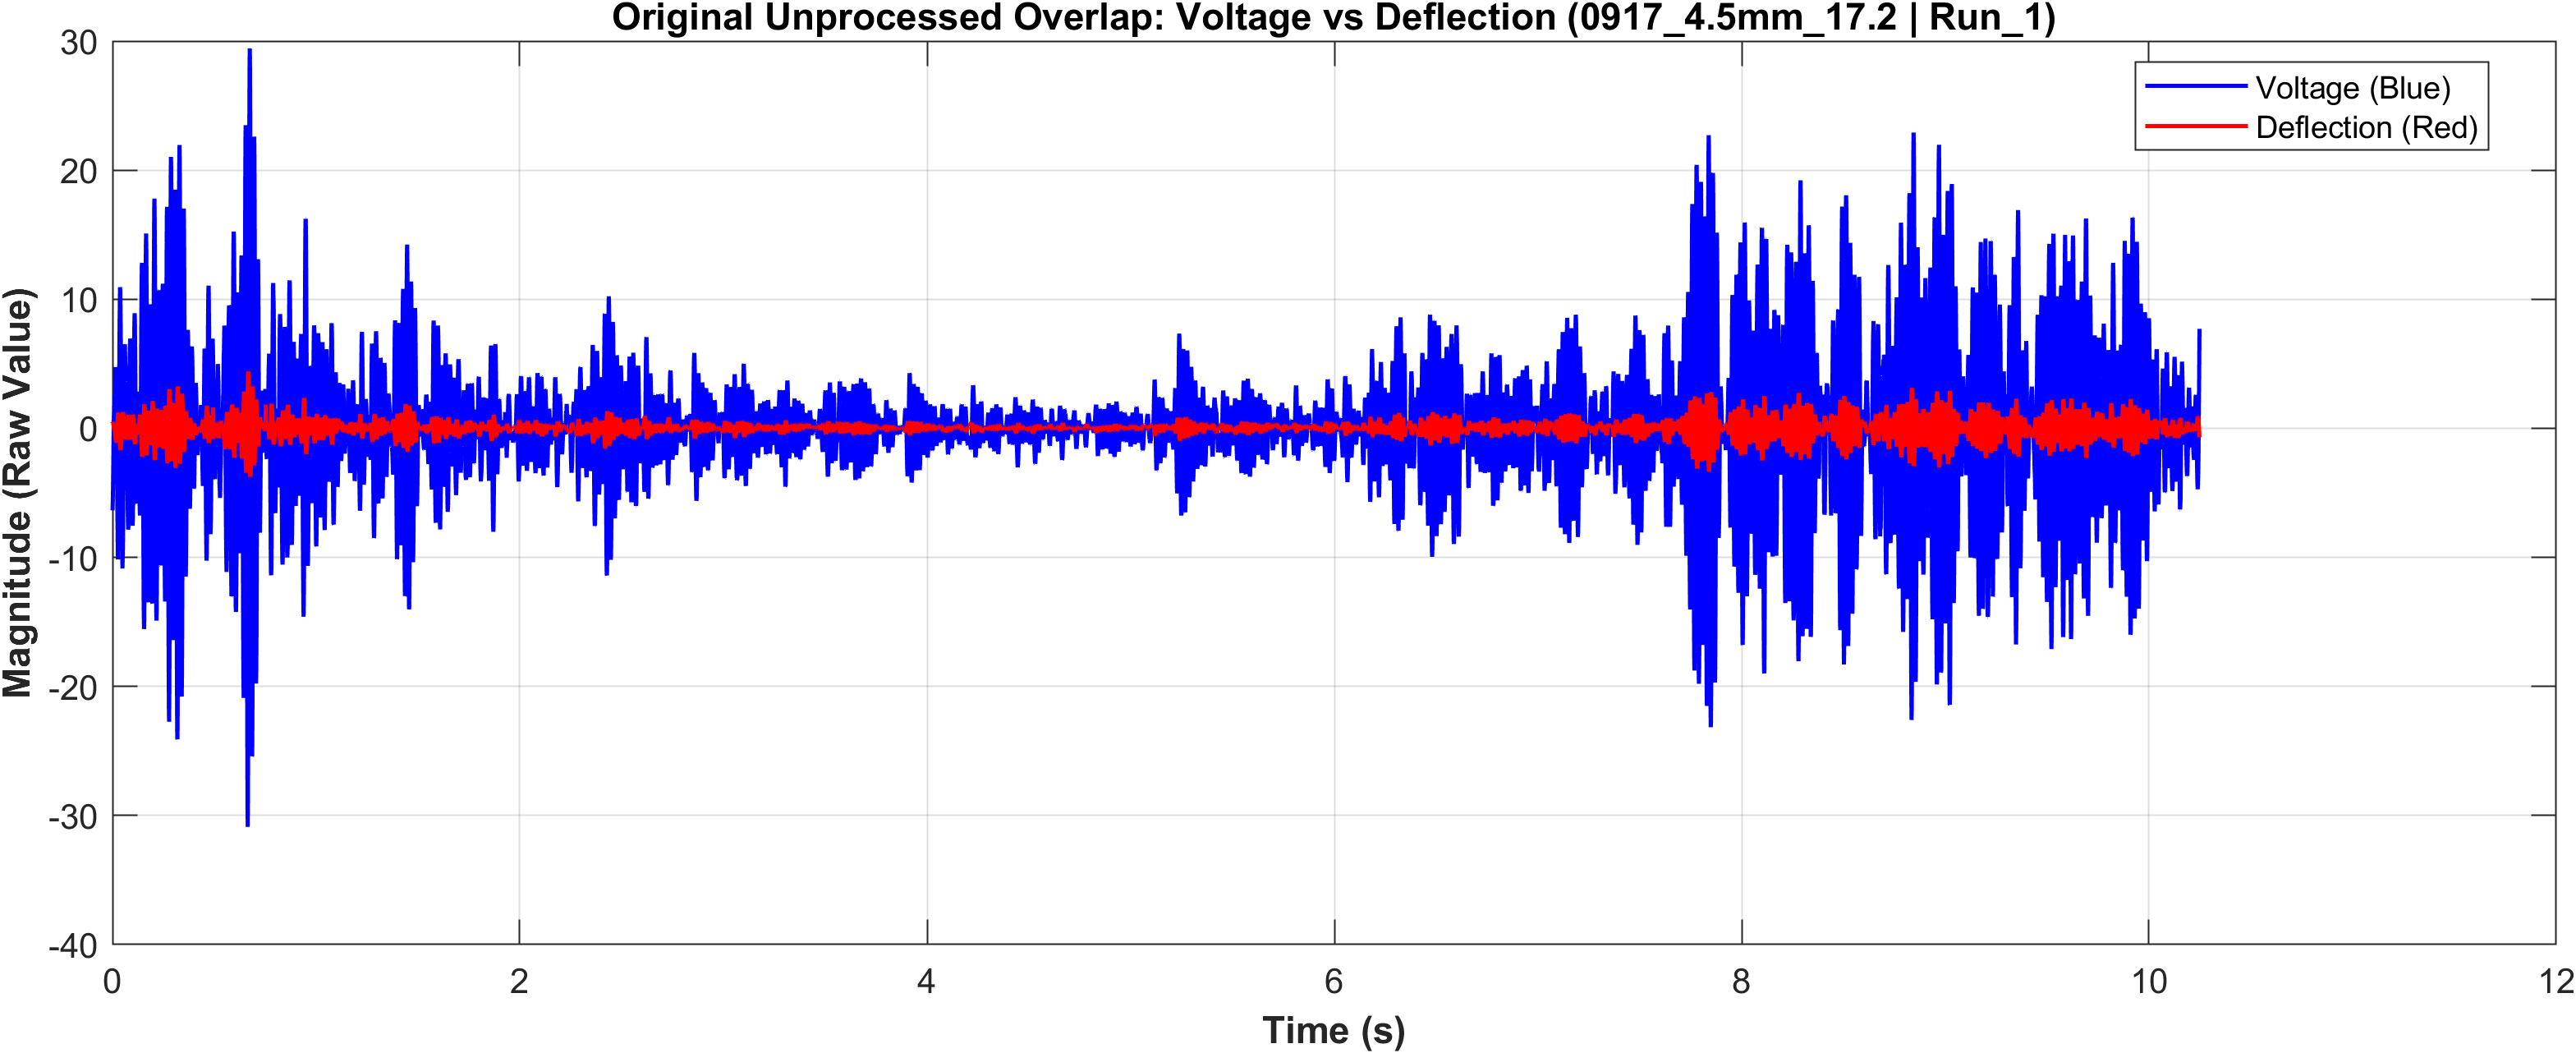 Original Unprocessed Overlap: Voltage vs Deflection (0917_4.5mm_17.2 | Run_1)
Voltage (Blue)
Deflection (Red)
Magnitude (Raw Value)
30
20
10
0
-10
-20
-30
-40
0 2 4 6 8 10 12
Time (s)